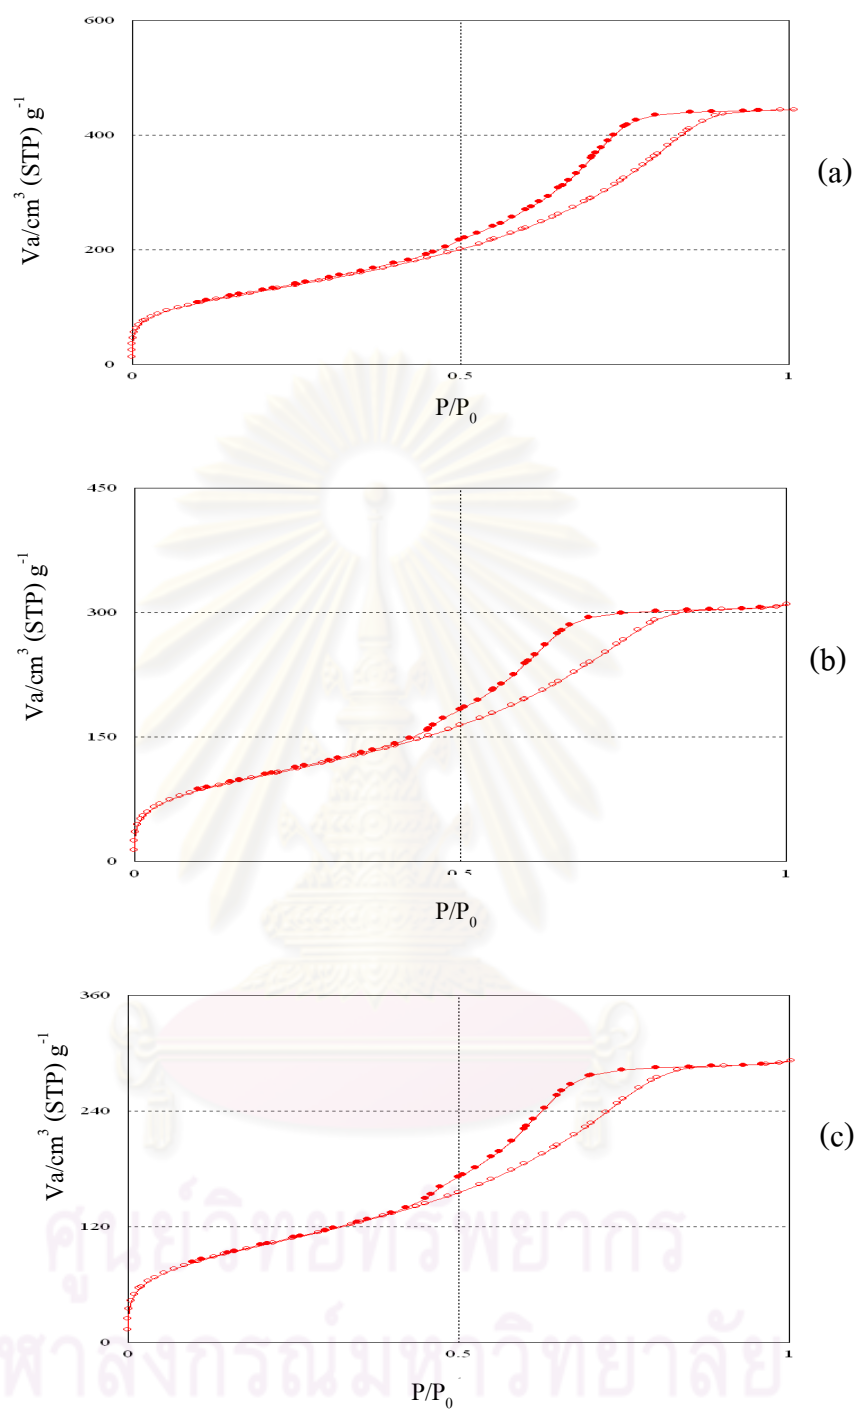 600
400
200
0
0
0.5
1
Va/cm³ (STP) g⁻¹
P/P₀
(a)
450
300
150
0
0
0.5
1
Va/cm³ (STP) g⁻¹
P/P₀
(b)
360
240
120
0
0
0.5
1
Va/cm³ (STP) g⁻¹
P/P₀
(c)
ศูนย์วิทยทรัพยากร
จุฬาลงกรณ์มหาวิทยาลัย